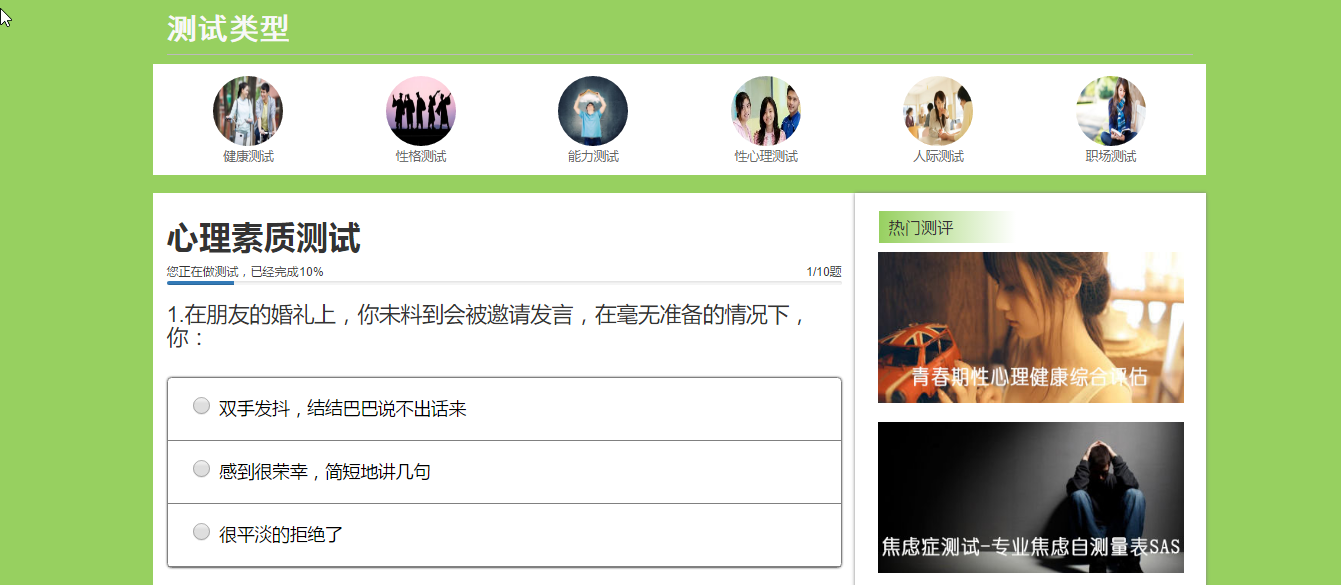 测试类型
健康测试
性格测试
能力测试
性心理测试
人际测试
职场测试
心理素质测试
您正在做测试，已经完成10%
1/10题
1.在朋友的婚礼上，你未料到会被邀请发言，在毫无准备的情况下，
你：
双手发抖，结结巴巴说不出话来
感到很荣幸，简短地讲几句
很平淡的拒绝了
热门测评
青春期性心理健康综合评估
焦虑症测试-专业焦虑自测量表SAS